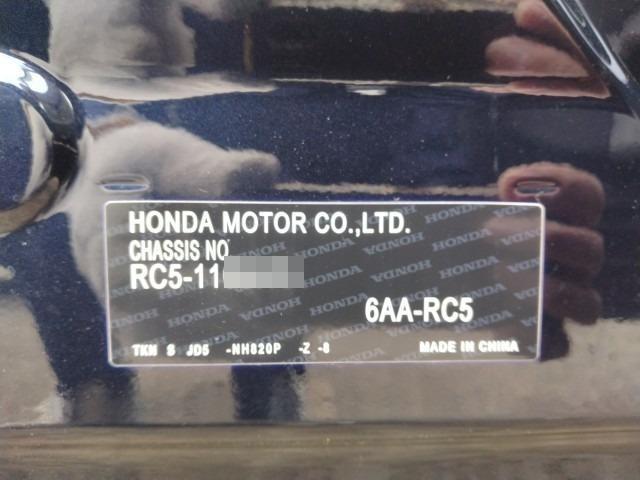 HONDA MOTOR CO.,LTD.
CHASSIS NO
RC5-11
6AA-RC5
TKN S JD5 -NH820P -Z -8
MADE IN CHINA